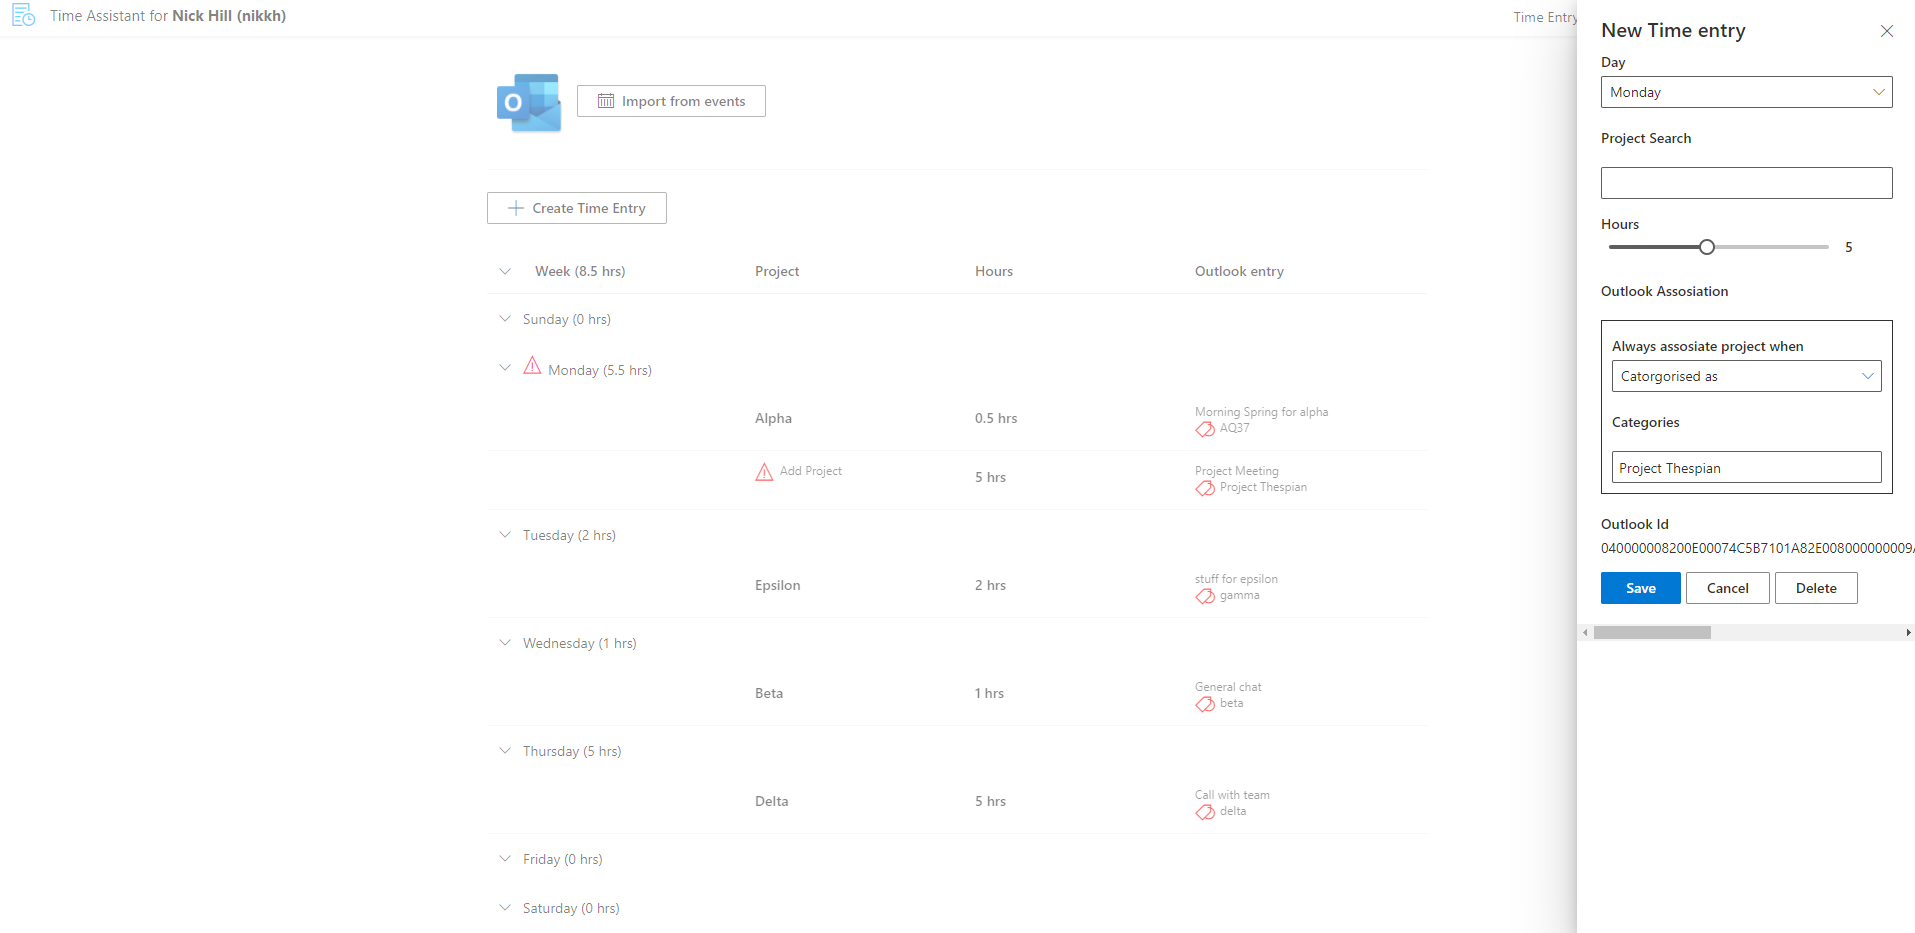 Time Assistant for Nick Hill (nikkh)
Time Entry
O
Import from events
Create Time Entry
Week (8.5 hrs) Project Hours Outlook entry
Sunday (0 hrs)
Monday (5.5 hrs)
Alpha 0.5 hrs Morning Spring for alpha
AQ37
Add Project 5 hrs Project Meeting
Project Thespian
Tuesday (2 hrs)
Epsilon 2 hrs stuff for epsilon
gamma
Wednesday (1 hrs)
Beta 1 hrs General chat
beta
Thursday (5 hrs)
Delta 5 hrs Call with team
delta
Friday (0 hrs)
Saturday (0 hrs)
New Time entry
Day
Monday
Project Search
Hours
5
Outlook Assosiation
Always assosiate project when
Catorgorised as
Categories
Project Thespian
Outlook Id
040000008200E00074C5B7101A82E008000000009
Save Cancel Delete